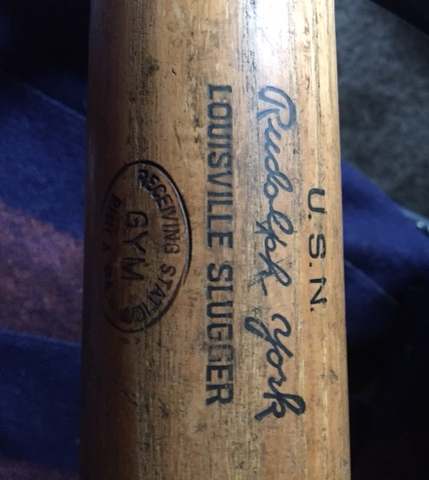 U.S.N.
Rudolph York
LOUISVILLE SLUGGER
RECEIVING
GYM